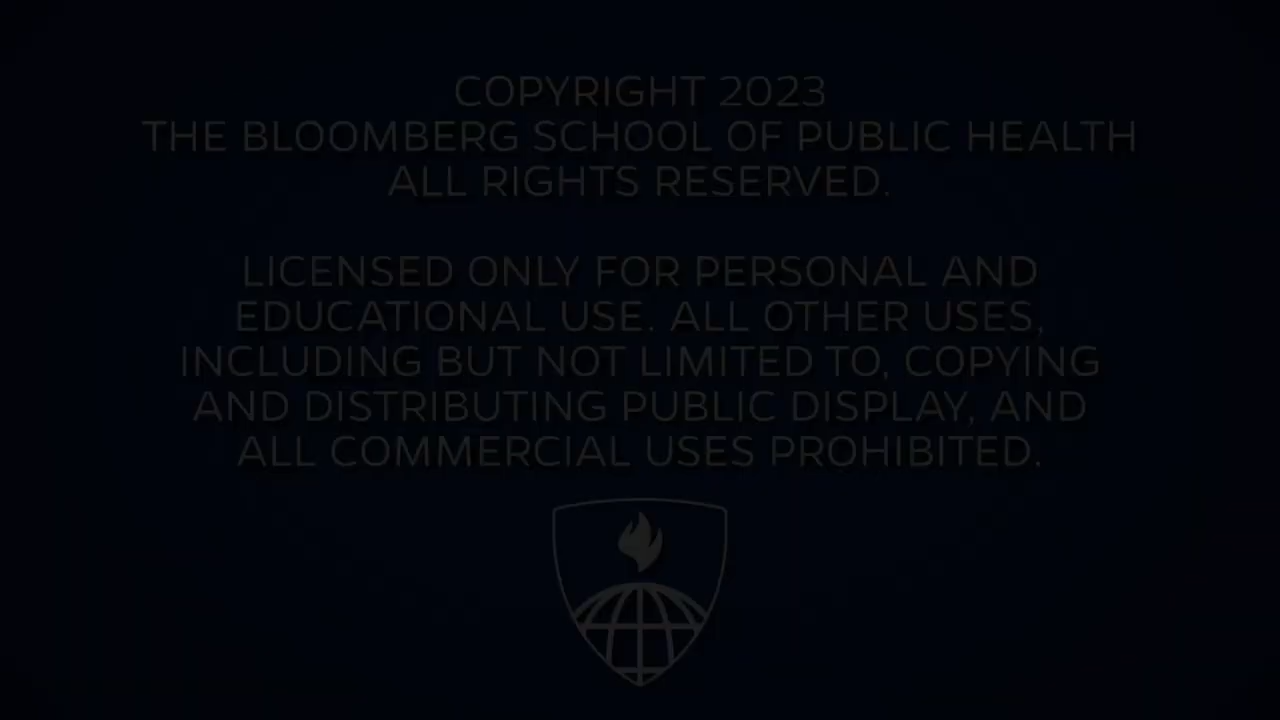 COPYRIGHT 2023
THE BLOOMBERG SCHOOL OF PUBLIC HEALTH
ALL RIGHTS RESERVED.
LICENSED ONLY FOR PERSONAL AND
EDUCATIONAL USE. ALL OTHER USES,
INCLUDING BUT NOT LIMITED TO, COPYING
AND DISTRIBUTING PUBLIC DISPLAY, AND
ALL COMMERCIAL USES PROHIBITED.